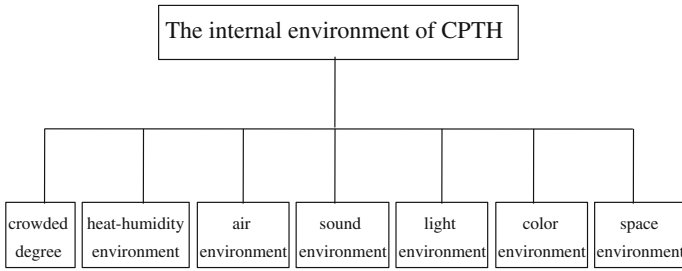 The internal environment of CPTH
crowded
degree
heat-humidity
environment
air
environment
sound
environment
light
environment
color
environment
space
environment